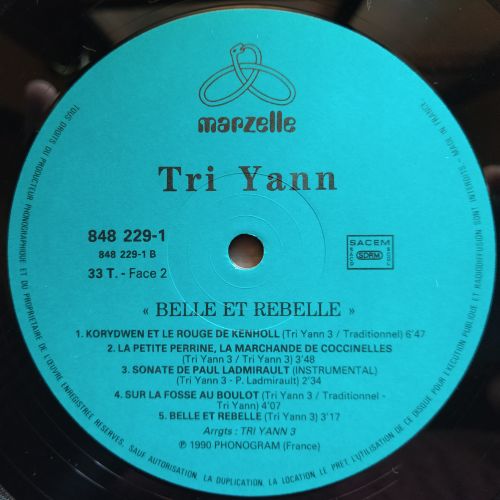 marzelle
Tri Yann
848 229-1
848 229-1 B
33 T. - Face 2
SACEM
SACD
SDRM
SGDL
« BELLE ET REBELLE »
1. KORYDWEN ET LE ROUGE DE KENHOLL (Tri Yann 3 / Traditionnel) 6'47
2. LA PETITE PERRINE, LA MARCHANDE DE COCCINELLES
(Tri Yann 3 / Tri Yann 3) 3'48
3. SONATE DE PAUL LADMIRAULT (INSTRUMENTAL)
(Tri Yann 3 - P. Ladmirault) 2'34
4. SUR LA FOSSE AU BOULOT (Tri Yann 3 / Traditionnel -
Tri Yann) 4'07
5. BELLE ET REBELLE (Tri Yann 3) 3'17
Arrgts : TRI YANN 3
℗ 1990 PHONOGRAM (France)
TOUS DROITS DU PRODUCTEUR PHONOGRAPHIQUE ET DU PROPRIETAIRE DE L'ŒUVRE ENREGISTREE RESERVES. SAUF AUTORISATION, LA DUPLICATION, LA LOCATION, LE PRET, L'UTILISATION DE CE DISQUE POUR EXECUTION PUBLIQUE ET RADIODIFFUSION SONT INTERDITS - MADE IN FRANCE.